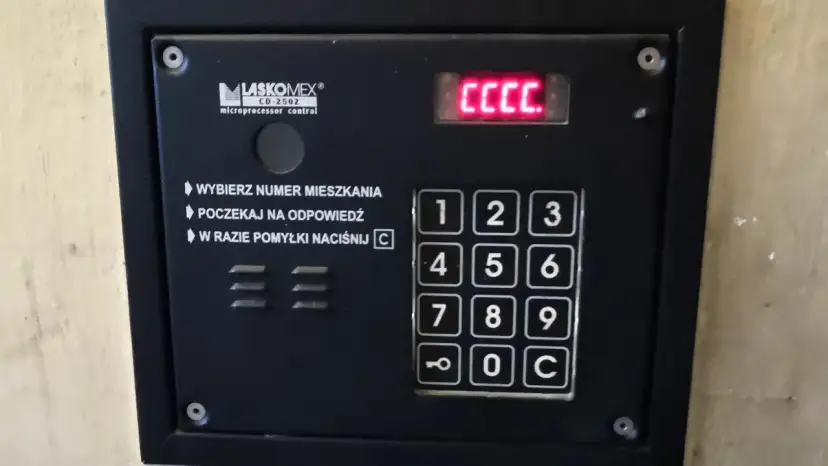 LASKOMEX®
CD-2502
microprocessor control
CCCC.
WYBIERZ NUMER MIESZKANIA
POCZEKAJ NA ODPOWIEDŹ
W RAZIE POMYŁKI NACIŚNIJ C
1 2 3
4 5 6
7 8 9
0 C